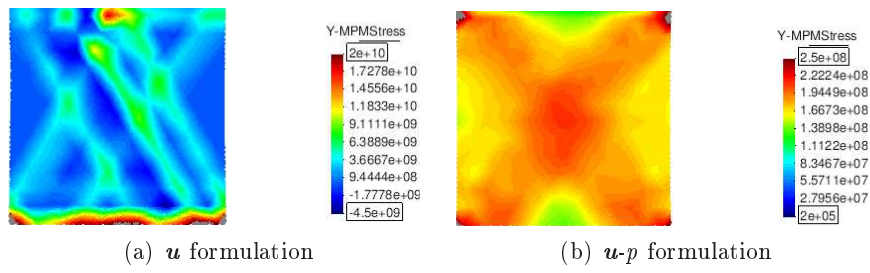 Y-MPMStress
2e+10
1.7278e+10
1.4556e+10
1.1833e+10
9.1111e+09
6.3889e+09
3.6667e+09
9.4444e+08
-1.7778e+09
-4.5e+09
(a) u formulation
Y-MPMStress
2.5e+08
2.2224e+08
1.9449e+08
1.6673e+08
1.3898e+08
1.1122e+08
8.3467e+07
5.5711e+07
2.7956e+07
2e+05
(b) u-p formulation